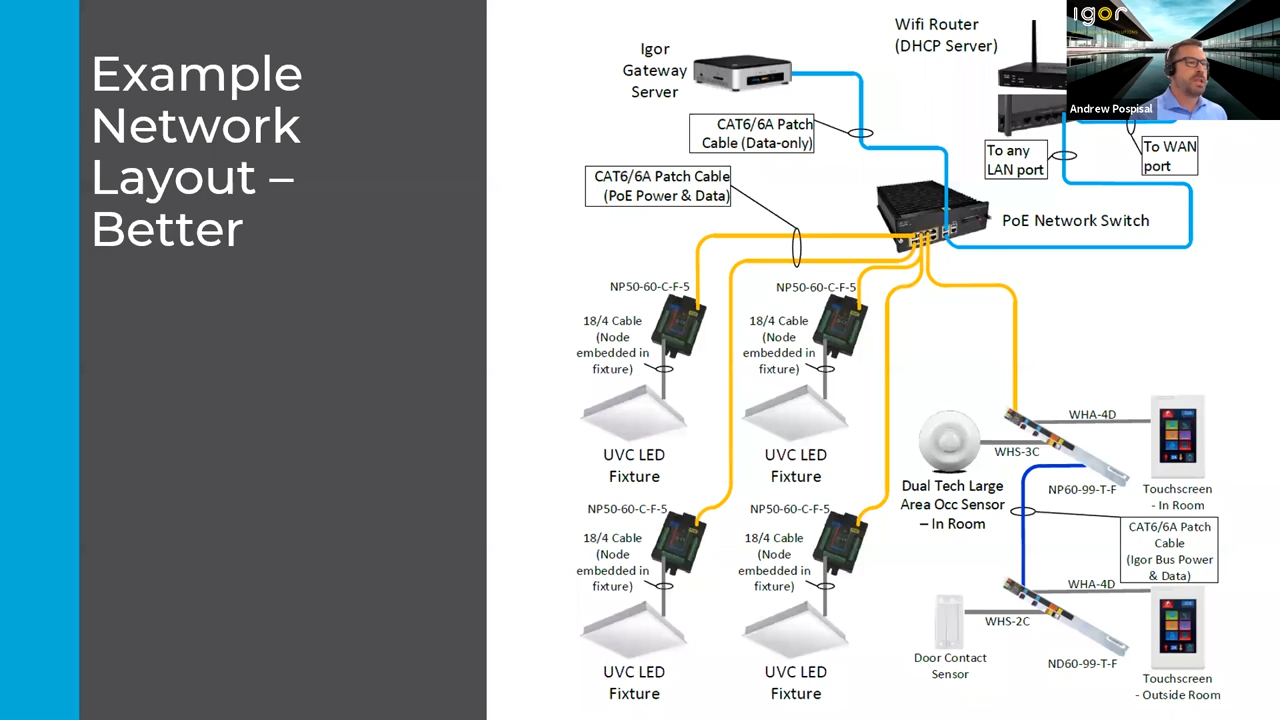 Example
Network
Layout –
Better
Igor
Gateway
Server
Wifi Router
(DHCP Server)
igor
Andrew Pospisal
CAT6/6A Patch
Cable (Data-only)
To any
LAN port
To WAN
port
CAT6/6A Patch Cable
(PoE Power & Data)
PoE Network Switch
NP50-60-C-F-5
18/4 Cable
(Node
embedded in
fixture)
UVC LED
Fixture
NP50-60-C-F-5
18/4 Cable
(Node
embedded in
fixture)
UVC LED
Fixture
WHA-4D
WHS-3C
NP60-99-T-F
Dual Tech Large
Area Occ Sensor
– In Room
Touchscreen
- In Room
NP50-60-C-F-5
18/4 Cable
(Node
embedded in
fixture)
UVC LED
Fixture
NP50-60-C-F-5
18/4 Cable
(Node
embedded in
fixture)
UVC LED
Fixture
CAT6/6A Patch
Cable
(Igor Bus Power
& Data)
WHA-4D
WHS-2C
ND60-99-T-F
Door Contact
Sensor
Touchscreen
- Outside Room